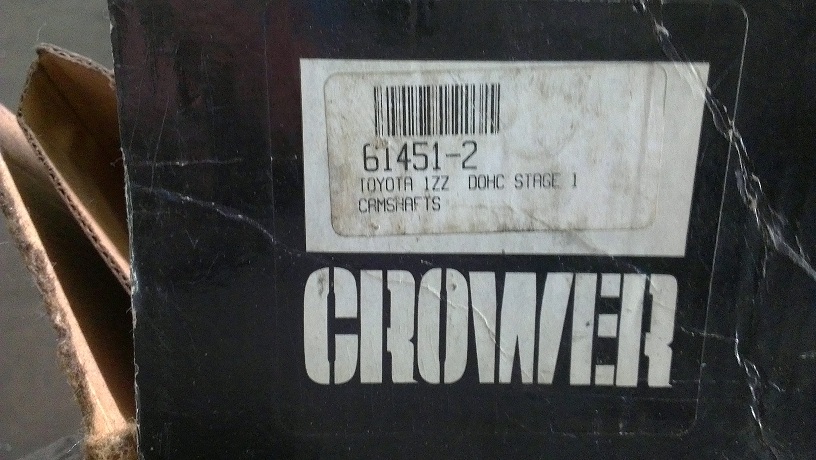 61451-2
TOYOTA 1ZZ DOHC STAGE 1
CAMSHAFTS
CROWER